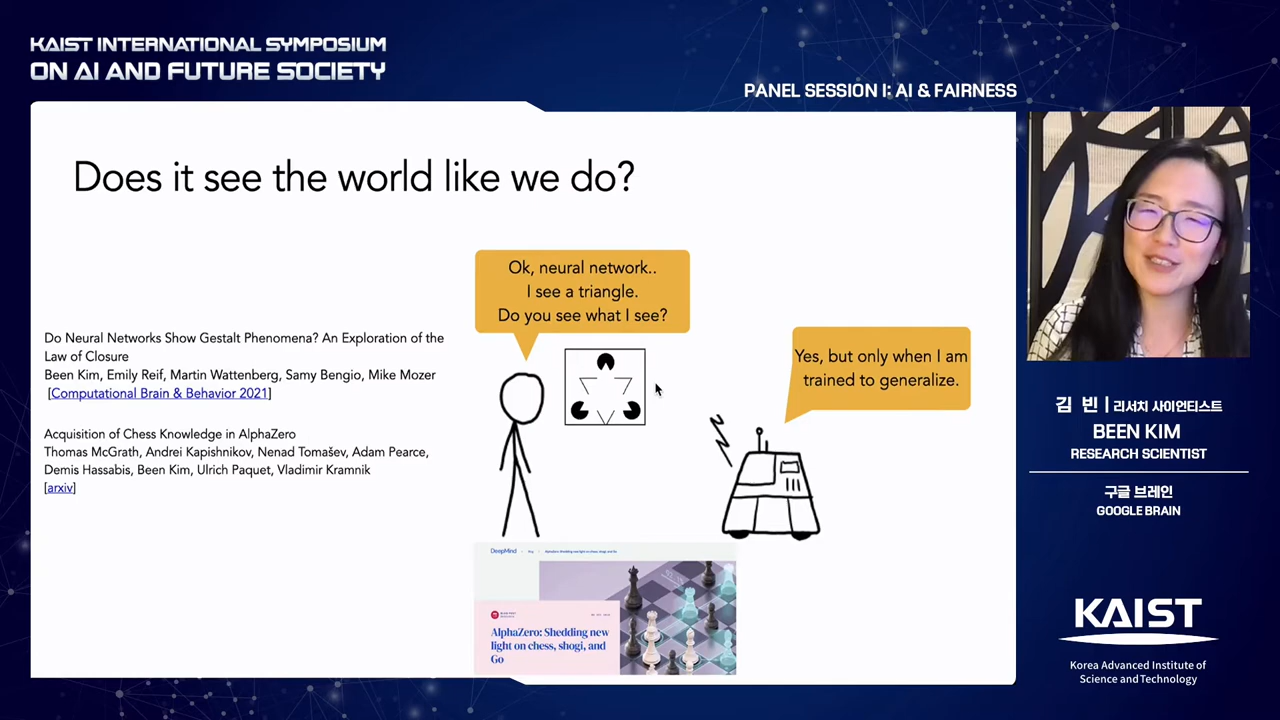 KAIST INTERNATIONAL SYMPOSIUM
ON AI AND FUTURE SOCIETY
PANEL SESSION I: AI & FAIRNESS
Does it see the world like we do?
Ok, neural network..
I see a triangle.
Do you see what I see?
Yes, but only when I am
trained to generalize.
Do Neural Networks Show Gestalt Phenomena? An Exploration of the
Law of Closure
Been Kim, Emily Reif, Martin Wattenberg, Samy Bengio, Mike Mozer
[Computational Brain & Behavior 2021]
Acquisition of Chess Knowledge in AlphaZero
Thomas McGrath, Andrei Kapishnikov, Nenad Tomašev, Adam Pearce,
Demis Hassabis, Been Kim, Ulrich Paquet, Vladimir Kramnik
[arxiv]
DeepMind
AlphaZero: Shedding new
light on chess, shogi, and
Go
김 빈 | 리서치 사이언티스트
BEEN KIM
RESEARCH SCIENTIST
구글 브레인
GOOGLE BRAIN
KAIST
Korea Advanced Institute of
Science and Technology